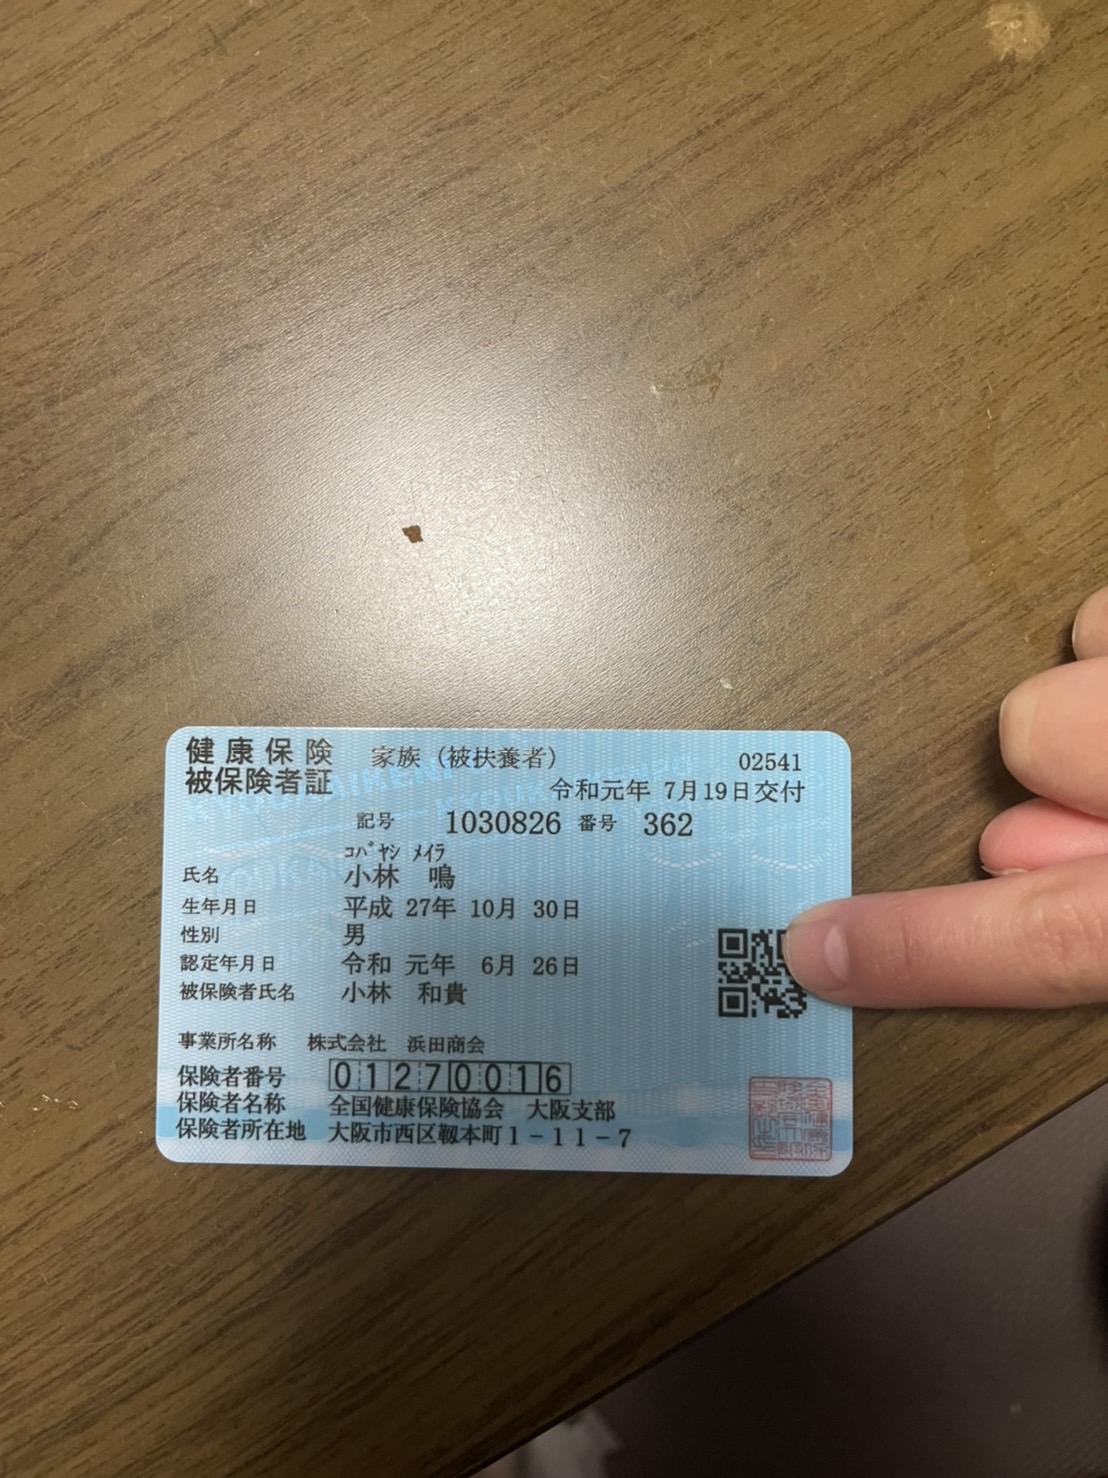 健康保険 家族(被扶養者) 02541
被保険者証 令和元年 7月19日交付
記号 1030826 番号 362
コバヤシ メイラ
氏名 小林 鳴
生年月日 平成 27年 10月 30日
性別 男
認定年月日 令和 元年 6月 26日
被保険者氏名 小林 和貴
事業所名称 株式会社 浜田商会
保険者番号 01270016
保険者名称 全国健康保険協会 大阪支部
保険者所在地 大阪市西区靱本町1-11-7